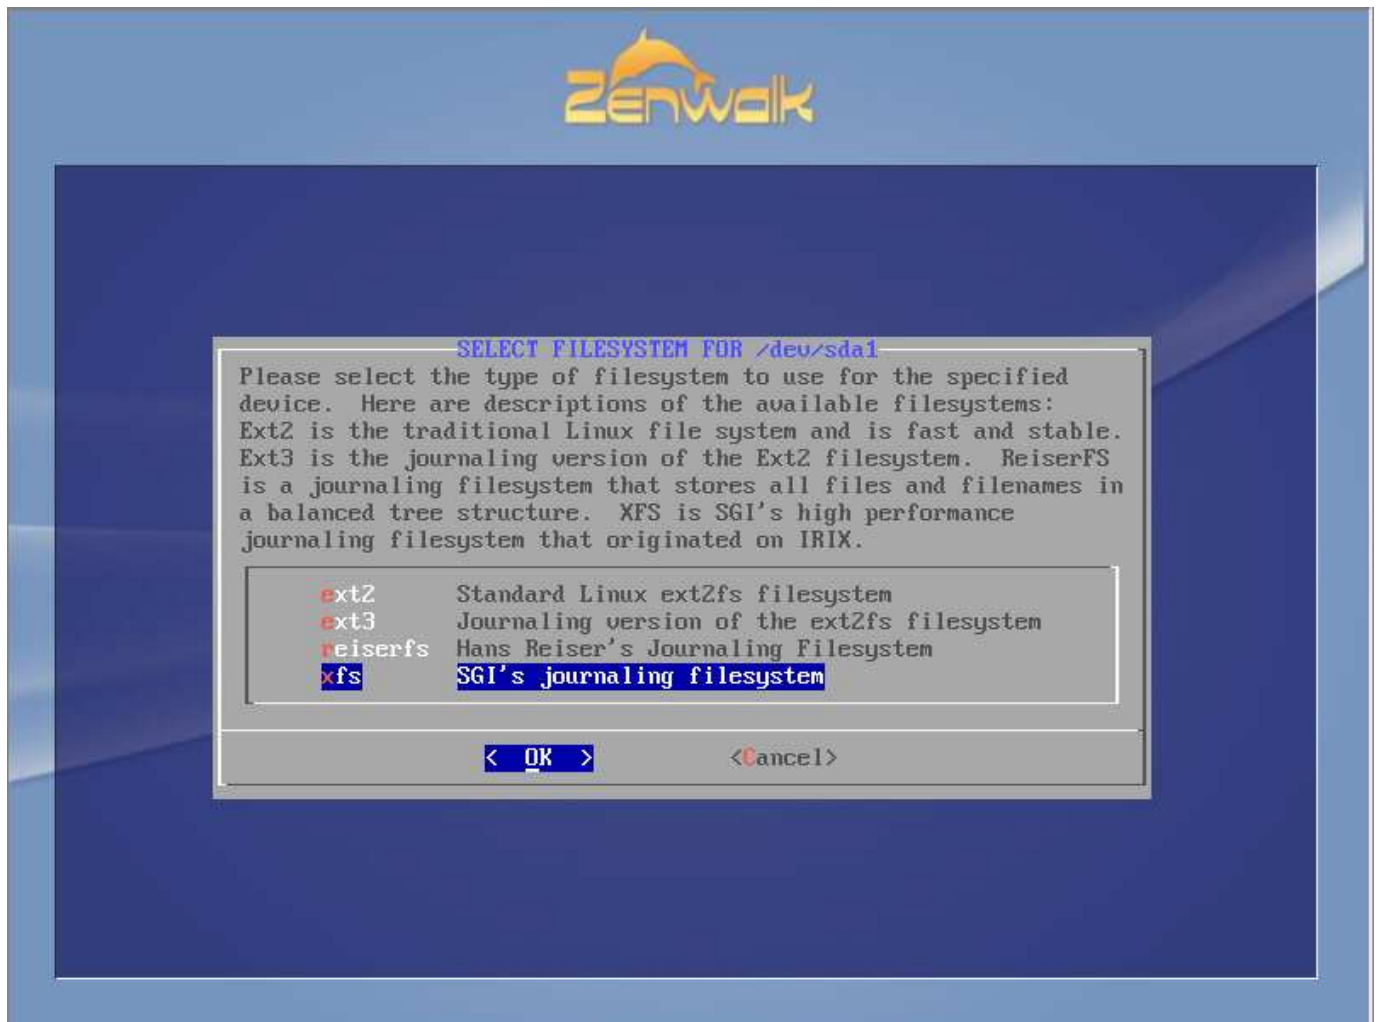 Zenwalk
SELECT FILESYSTEM FOR /dev/sda1
Please select the type of filesystem to use for the specified
device.  Here are descriptions of the available filesystems:
Ext2 is the traditional Linux file system and is fast and stable.
Ext3 is the journaling version of the Ext2 filesystem.  ReiserFS
is a journaling filesystem that stores all files and filenames in
a balanced tree structure.  XFS is SGI's high performance
journaling filesystem that originated on IRIX.
ext2 Standard Linux ext2fs filesystem
ext3 Journaling version of the ext2fs filesystem
reiserfs Hans Reiser's Journaling Filesystem
xfs SGI's journaling filesystem
< OK > <Cancel>